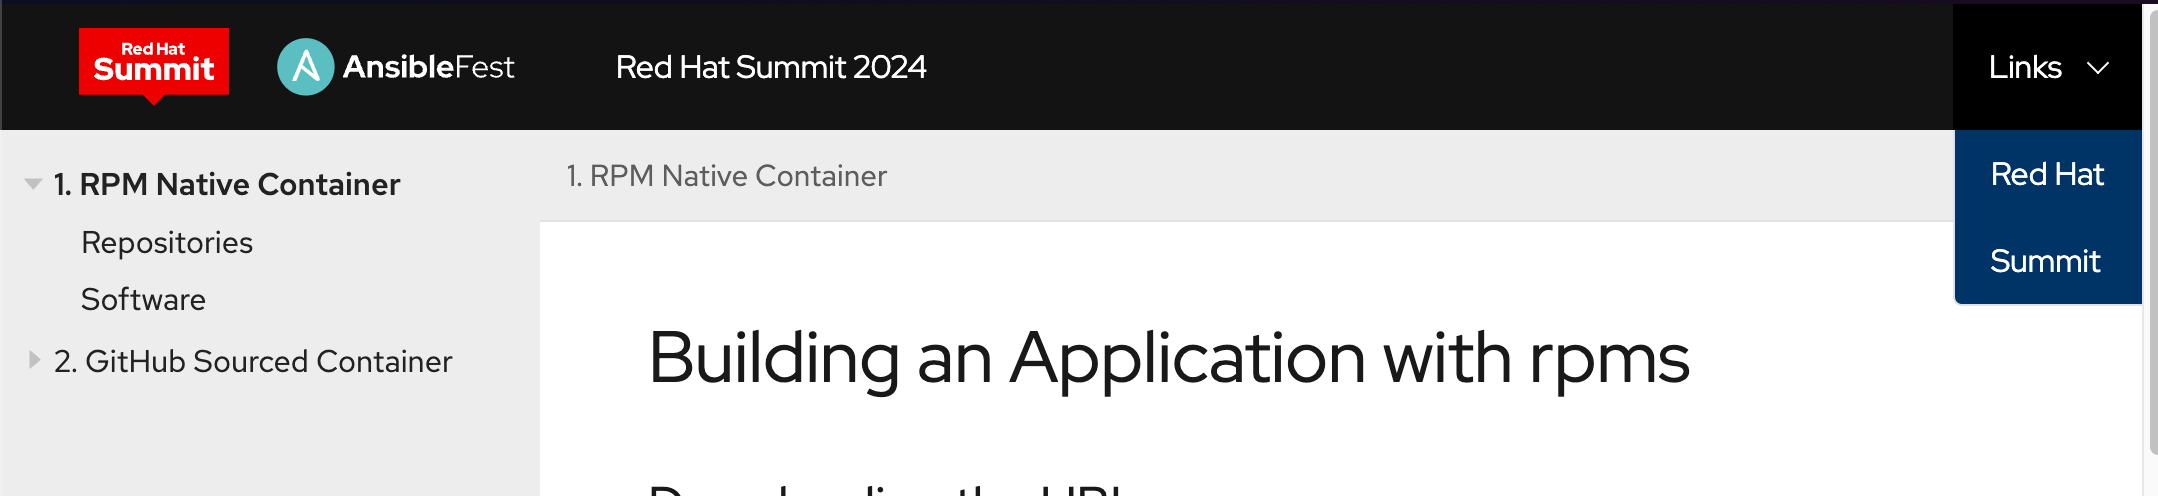 Red Hat
Summit
AnsibleFest
Red Hat Summit 2024
Links
Red Hat
Summit
1. RPM Native Container
Repositories
Software
2. GitHub Sourced Container
1. RPM Native Container
Building an Application with rpms